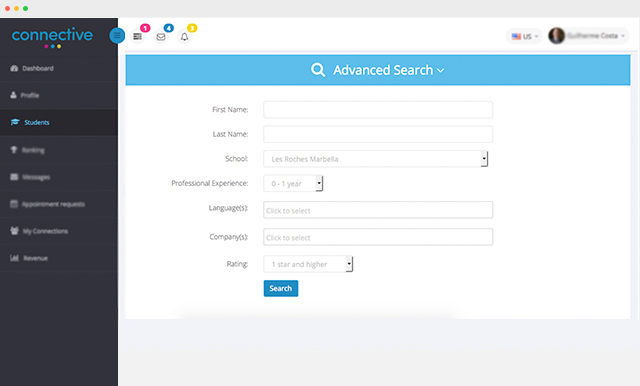 connective
1
4
3
US
Guilherme Costa
Dashboard
Profile
Students
Ranking
Messages
Appointment requests
My Connections
Revenue
Advanced Search
First Name:
Last Name:
School: Les Roches Marbella
Professional Experience: 0 - 1 year
Language(s): Click to select
Company(s): Click to select
Rating: 1 star and higher
Search